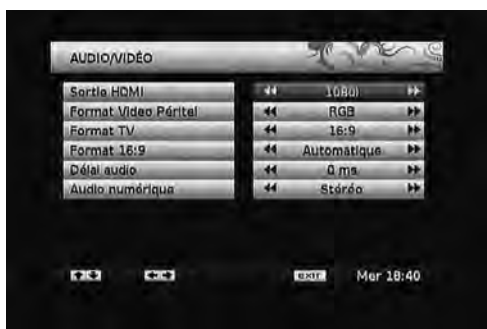 AUDIO/VIDÉO
Sortie HDMI 1080i
Format Video Péritel RGB
Format TV 16:9
Format 16:9 Automatique
Délai audio 0 ms
Audio numérique Stéréo
EXIT Mer 18:40